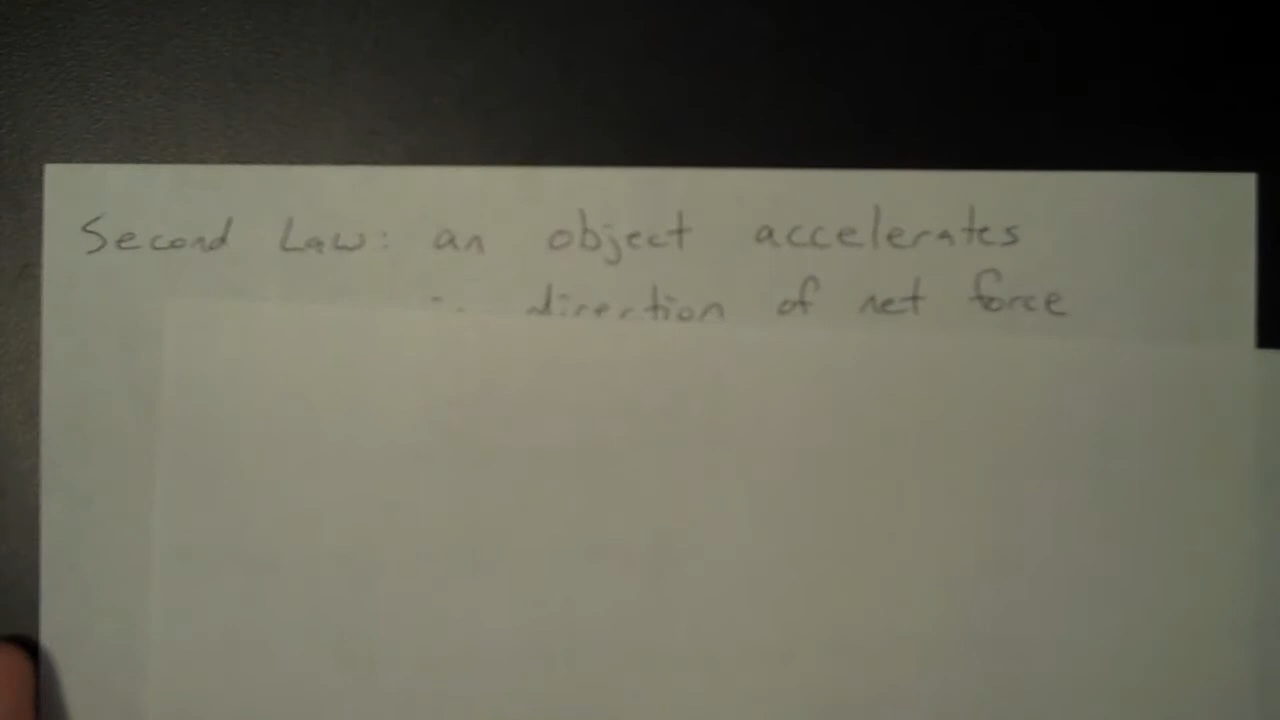 Second Law: an object accelerates
direction of net force